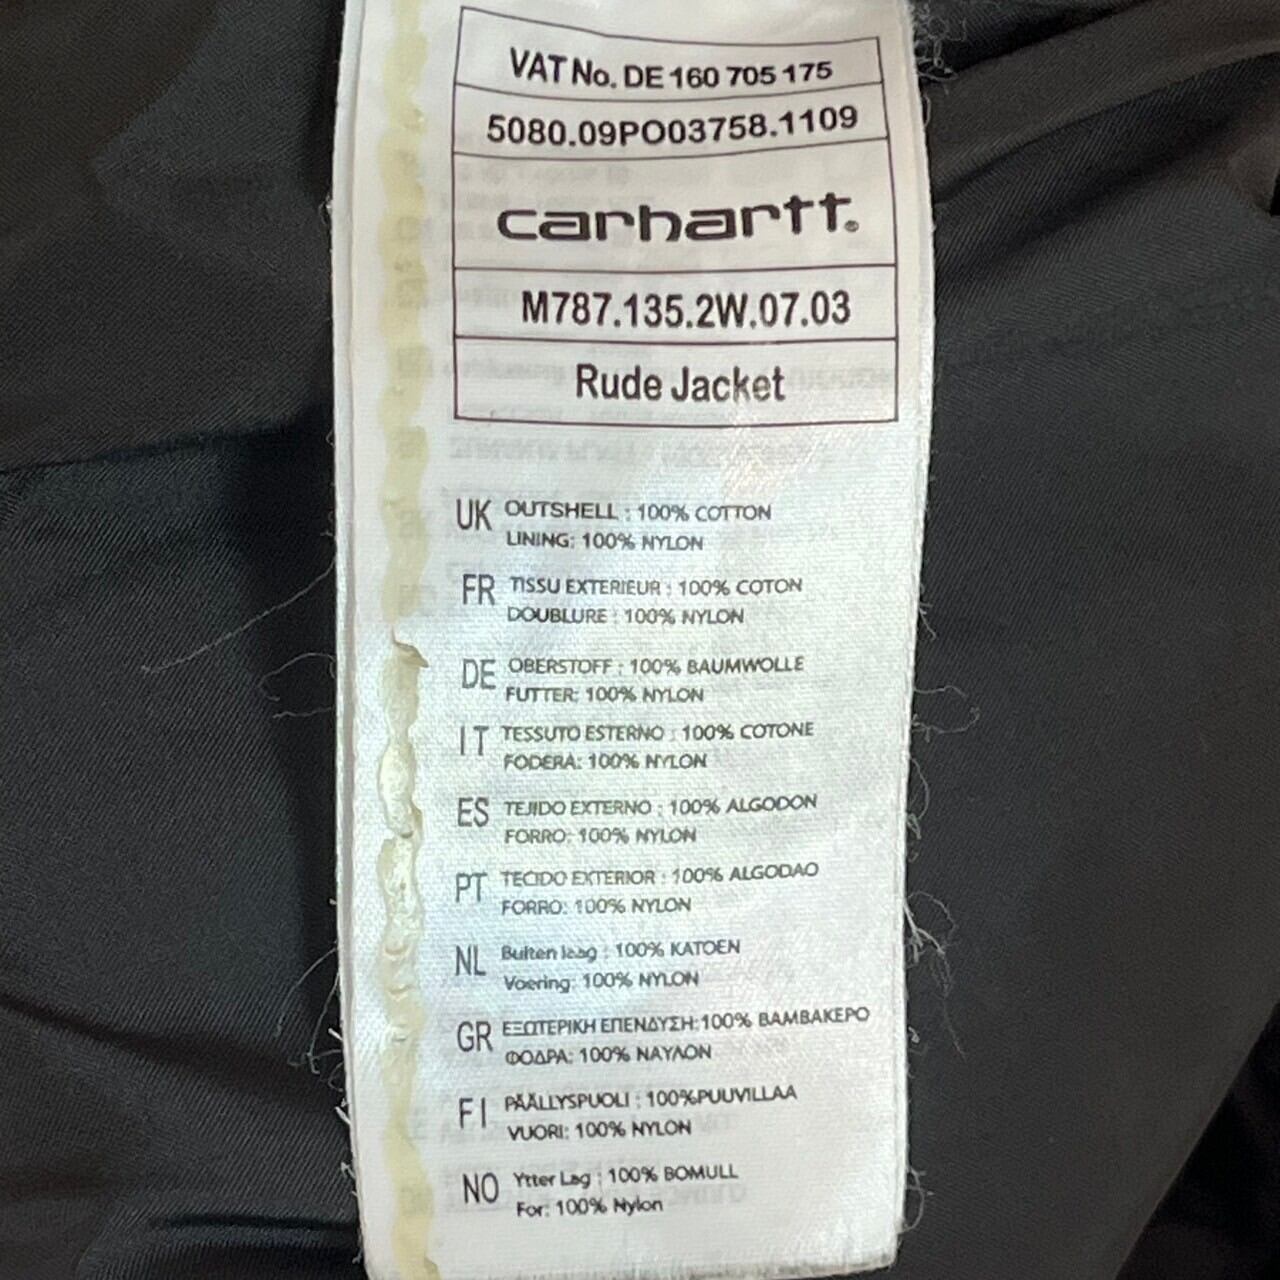 VAT No. DE 160 705 175
5080.09PO03758.1109
carhartt®
M787.135.2W.07.03
Rude Jacket
UK OUTSHELL : 100% COTTON
LINING: 100% NYLON
FR TISSU EXTERIEUR : 100% COTON
DOUBLURE : 100% NYLON
DE OBERSTOFF : 100% BAUMWOLLE
FUTTER: 100% NYLON
IT TESSUTO ESTERNO : 100% COTONE
FODERA: 100% NYLON
ES TEJIDO EXTERNO : 100% ALGODON
FORRO: 100% NYLON
PT TECIDO EXTERIOR : 100% ALGODAO
FORRO: 100% NYLON
NL Buiten laag : 100% KATOEN
Voering: 100% NYLON
GR ΕΞΩΤΕΡΙΚΗ ΕΠΕΝΔΥΣΗ:100% ΒΑΜΒΑΚΕΡΟ
ΦΟΔΡΑ: 100% ΝΑΥΛΟΝ
FI PÄÄLLYSPUOLI : 100%PUUVILLAA
VUORI: 100% NYLON
NO Ytter Lag : 100% BOMULL
For: 100% Nylon